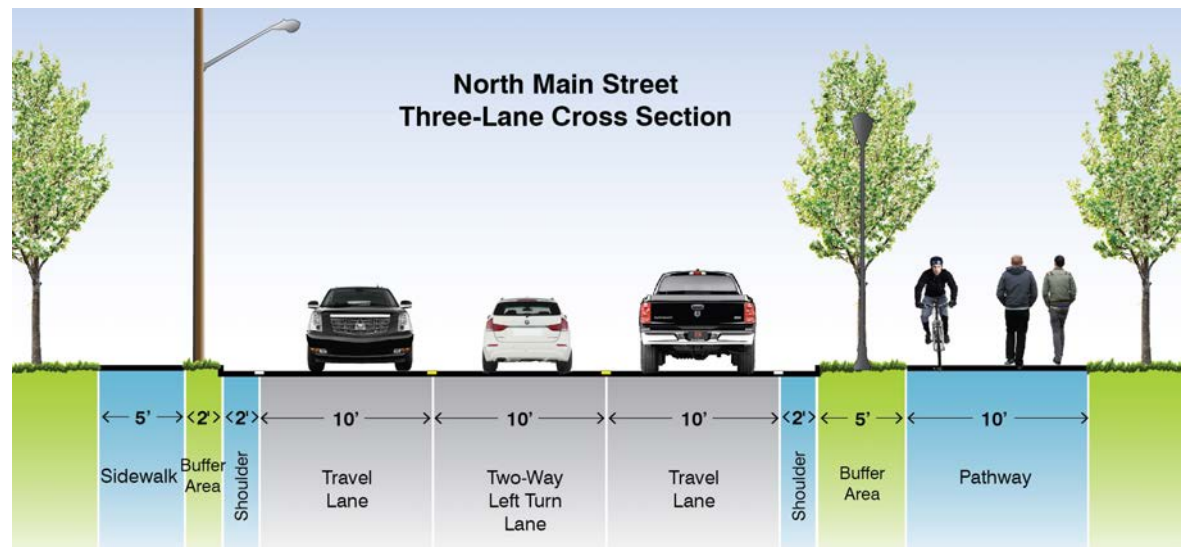 North Main Street
Three-Lane Cross Section
5'
2'
2'
10'
10'
10'
2'
5'
10'
Sidewalk
Buffer
Area
Shoulder
Travel
Lane
Two-Way
Left Turn
Lane
Travel
Lane
Shoulder
Buffer
Area
Pathway